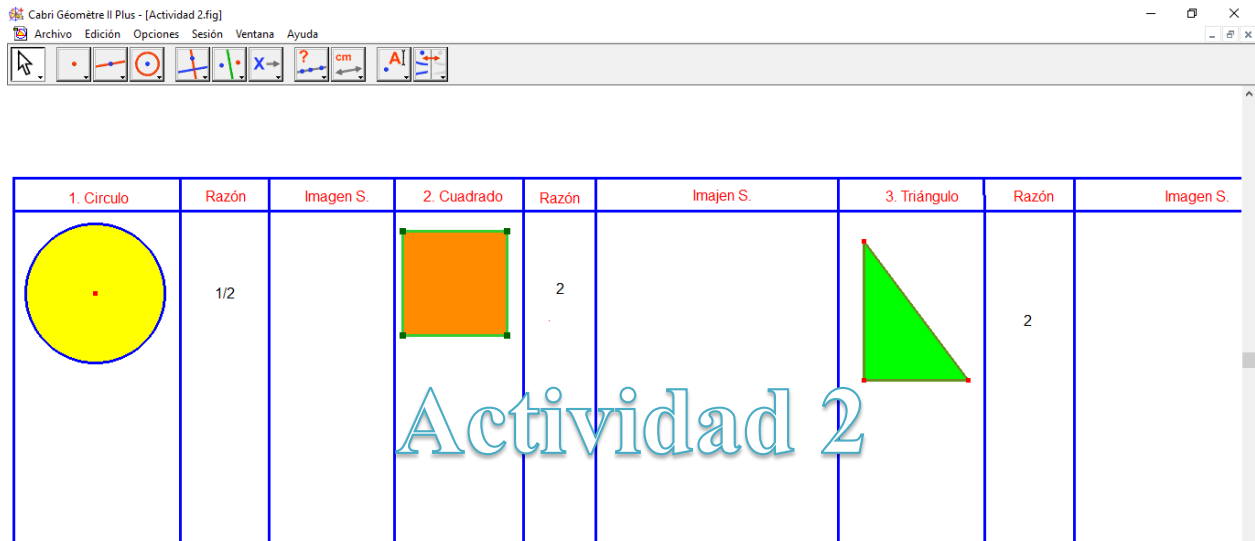 Cabri Géomètre II Plus - [Actividad 2.fig]
Archivo Edición Opciones Sesión Ventana Ayuda
? cm A
X
1. Circulo Razón Imagen S. 2. Cuadrado Razón Imajen S. 3. Triángulo Razón Imagen S.
1/2 2 2
Actividad 2